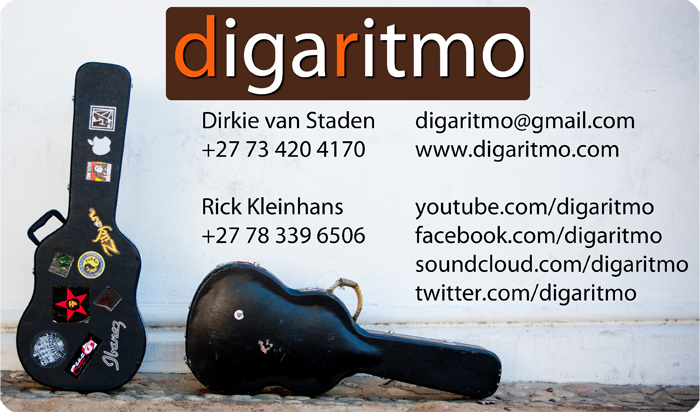 digaritmo
Dirkie van Staden
+27 73 420 4170
Rick Kleinhans
+27 78 339 6506
digaritmo@gmail.com
www.digaritmo.com
youtube.com/digaritmo
facebook.com/digaritmo
soundcloud.com/digaritmo
twitter.com/digaritmo
Ibanez